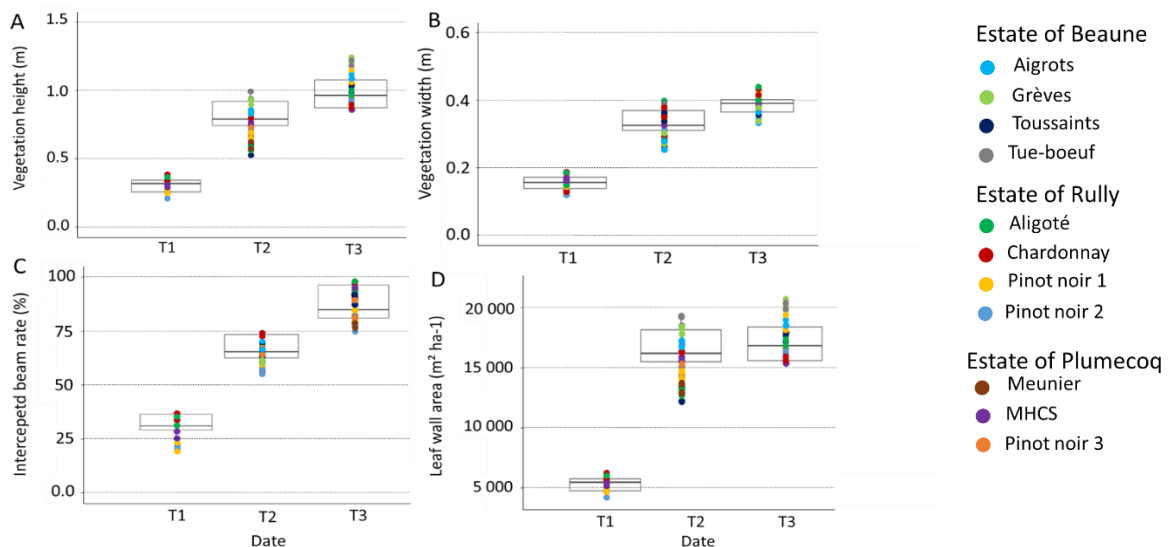 A
Vegetation height (m)
1.5
1.0
0.5
0.0
T1
T2
T3
B
Vegetation width (m)
0.6
0.4
0.2
0.0
T1
T2
T3
C
Intercepetd beam rate (%)
100
75
50
25
0.0
T1
T2
T3
Date
D
Leaf wall area (m² ha-1)
20 000
15 000
10 000
5 000
T1
T2
T3
Date
Estate of Beaune
Aigrots
Grèves
Toussaints
Tue-boeuf
Estate of Rully
Aligoté
Chardonnay
Pinot noir 1
Pinot noir 2
Estate of Plumecoq
Meunier
MHCS
Pinot noir 3